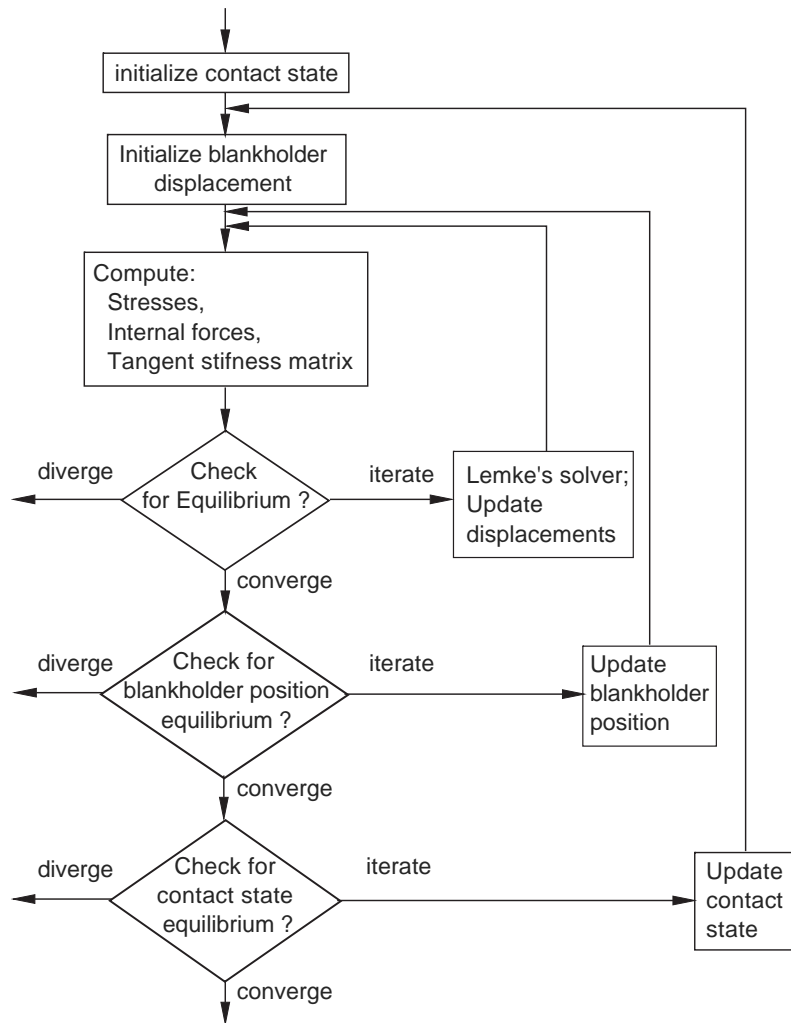 initialize contact state
Initialize blankholder
displacement
Compute:
Stresses,
Internal forces,
Tangent stifness matrix
diverge
Check
for Equilibrium ?
iterate
Lemke's solver;
Update
displacements
converge
diverge
Check for
blankholder position
equilibrium ?
iterate
Update
blankholder
position
converge
diverge
Check for
contact state
equilibrium ?
iterate
Update
contact
state
converge